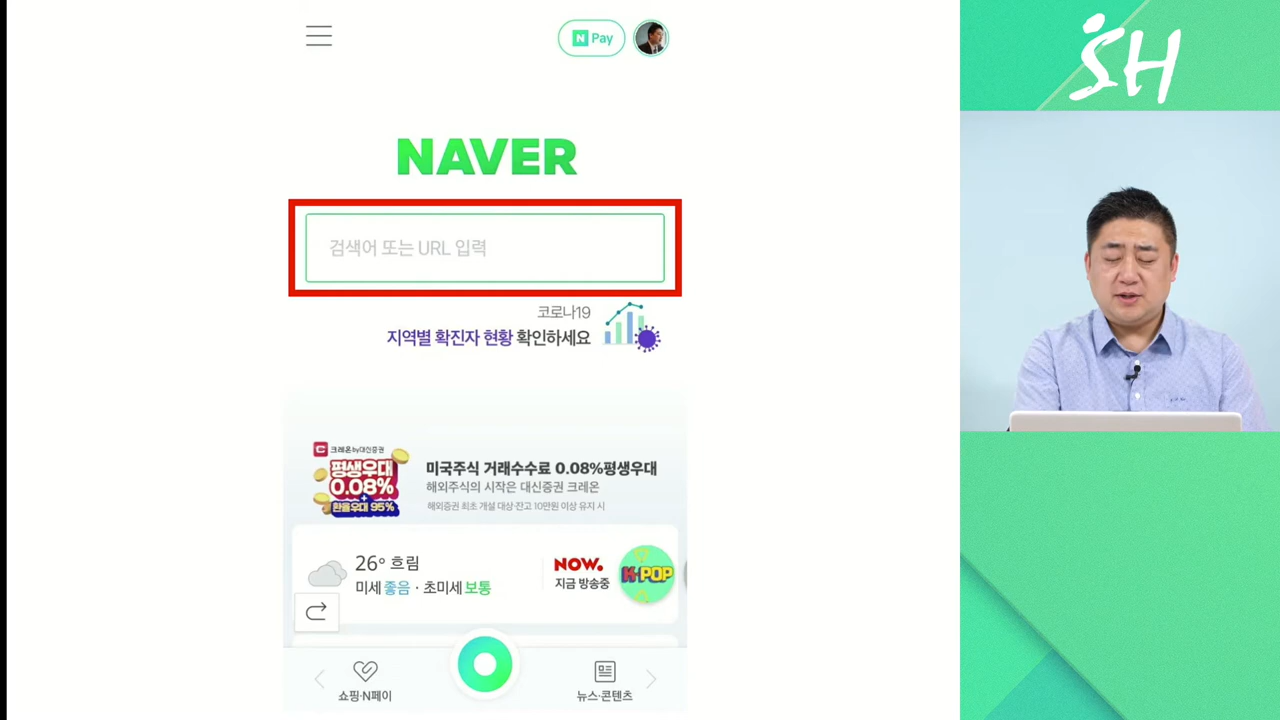 N Pay
SH
NAVER
검색어 또는 URL 입력
코로나19
지역별 확진자 현황 확인하세요
C 크레온 by 대신증권
평생우대
0.08%
+
환율우대 95%
미국주식 거래수수료 0.08%평생우대
해외주식의 시작은 대신증권 크레온
해외증권 최초 개설 대상·잔고 10만원 이상 유지 시
26° 흐림
미세 좋음 · 초미세 보통
NOW.
지금 방송중
K-POP
쇼핑·N페이
뉴스·콘텐츠